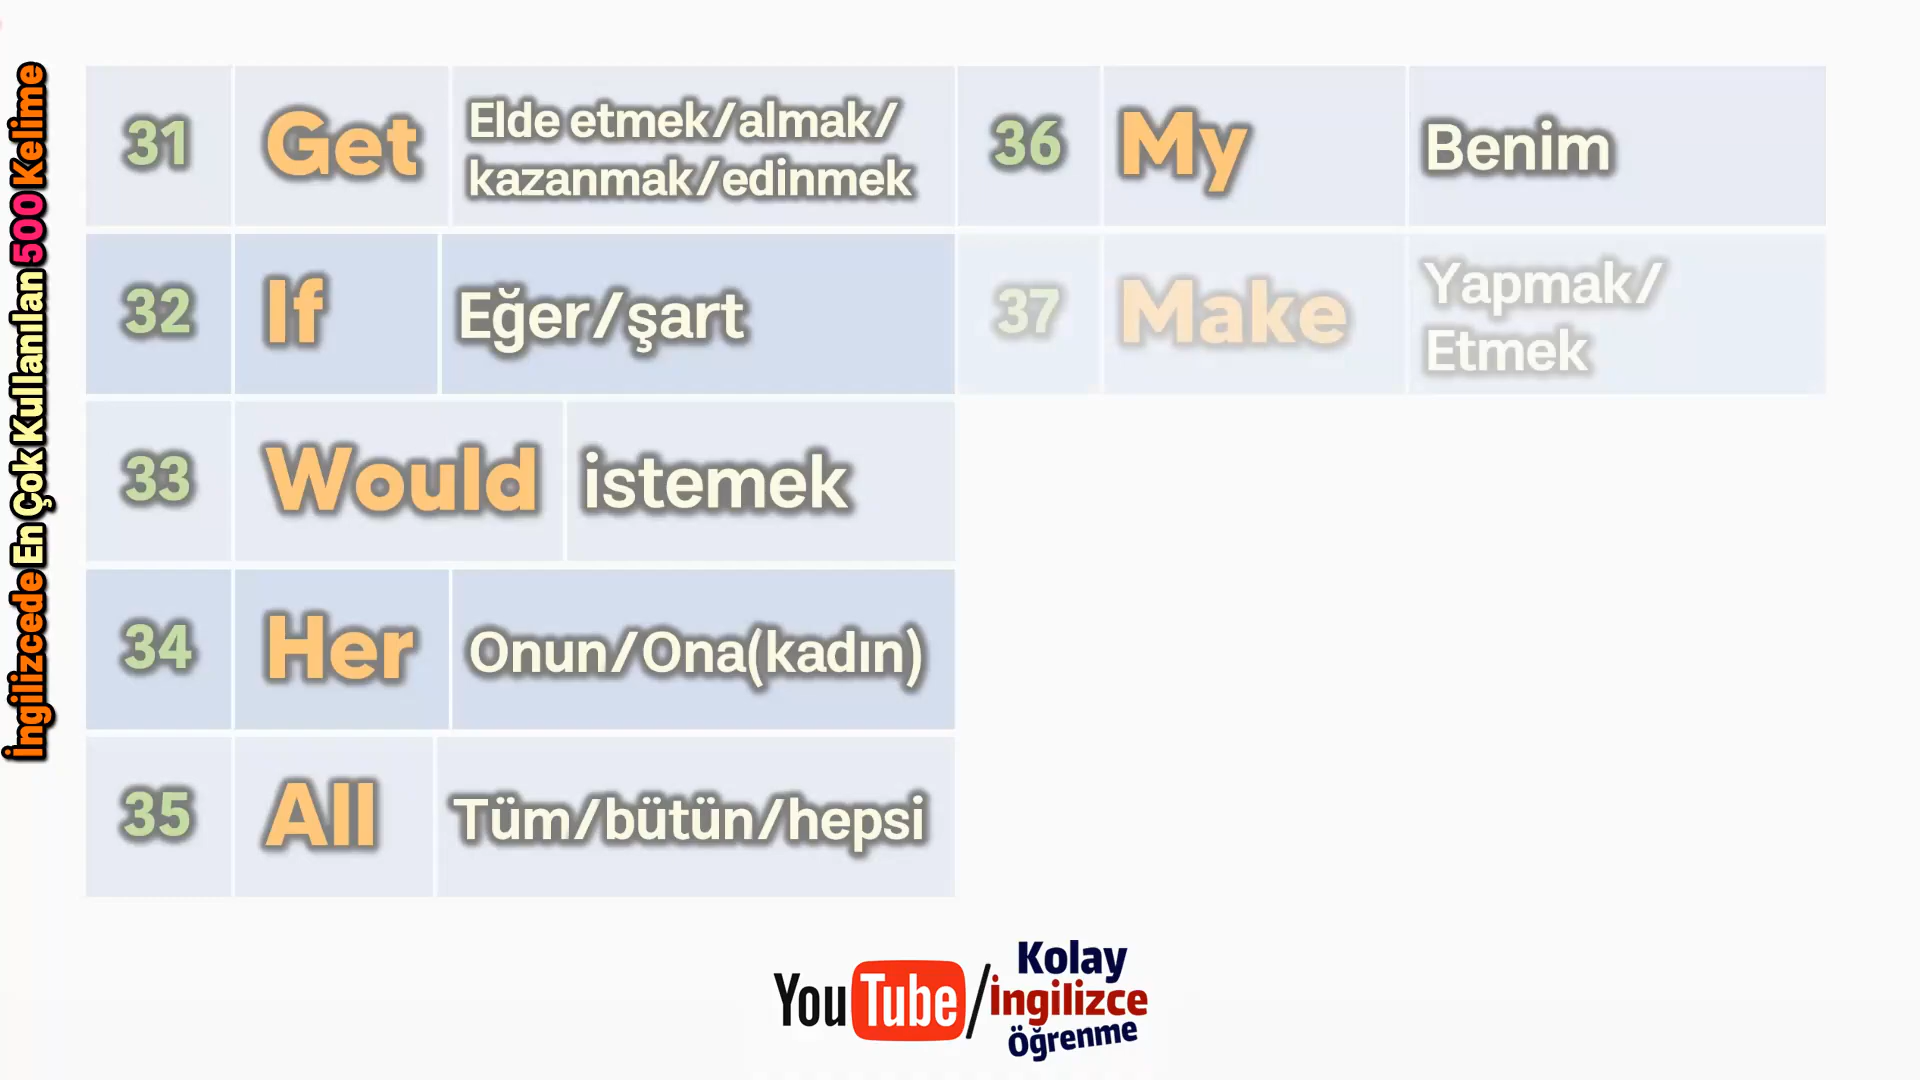 İngilizcede En Çok Kullanılan 500 Kelime
31 Get Elde etmek/almak/
kazanmak/edinmek
32 If Eğer/şart
33 Would istemek
34 Her Onun/Ona(kadın)
35 All Tüm/bütün/hepsi
36 My Benim
37 Make Yapmak/
Etmek
YouTube/Kolay
İngilizce
Öğrenme